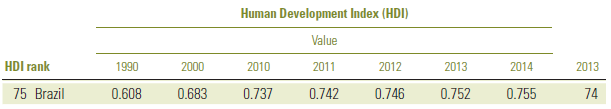 Human Development Index (HDI)
Value
HDI rank 1990 2000 2010 2011 2012 2013 2014 2013
75 Brazil 0.608 0.683 0.737 0.742 0.746 0.752 0.755 74